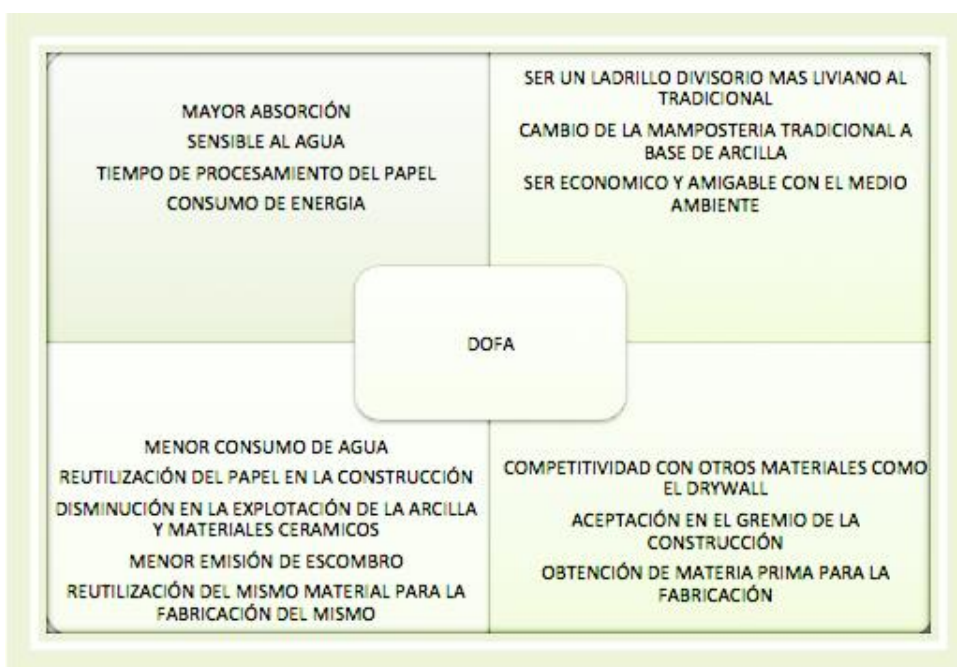 MAYOR ABSORCIÓN
SENSIBLE AL AGUA
TIEMPO DE PROCESAMIENTO DEL PAPEL
CONSUMO DE ENERGIA
SER UN LADRILLO DIVISORIO MAS LIVIANO AL
TRADICIONAL
CAMBIO DE LA MAMPOSTERIA TRADICIONAL A
BASE DE ARCILLA
SER ECONOMICO Y AMIGABLE CON EL MEDIO
AMBIENTE
DOFA
MENOR CONSUMO DE AGUA
REUTILIZACIÓN DEL PAPEL EN LA CONSTRUCCIÓN
DISMINUCIÓN EN LA EXPLOTACIÓN DE LA ARCILLA
Y MATERIALES CERAMICOS
MENOR EMISIÓN DE ESCOMBRO
REUTILIZACIÓN DEL MISMO MATERIAL PARA LA
FABRICACIÓN DEL MISMO
COMPETITIVIDAD CON OTROS MATERIALES COMO
EL DRYWALL
ACEPTACIÓN EN EL GREMIO DE LA
CONSTRUCCIÓN
OBTENCIÓN DE MATERIA PRIMA PARA LA
FABRICACIÓN